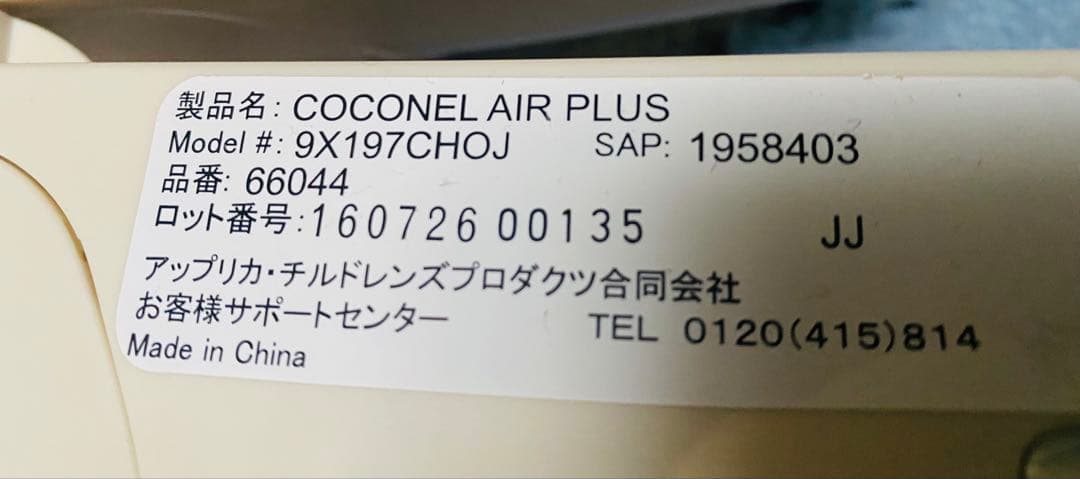 製品名: COCONEL AIR PLUS
Model #: 9X197CHOJ SAP: 1958403
品番: 66044
ロット番号:160726 00135 JJ
アップリカ・チルドレンズプロダクツ合同会社
お客様サポートセンター TEL 0120(415)814
Made in China